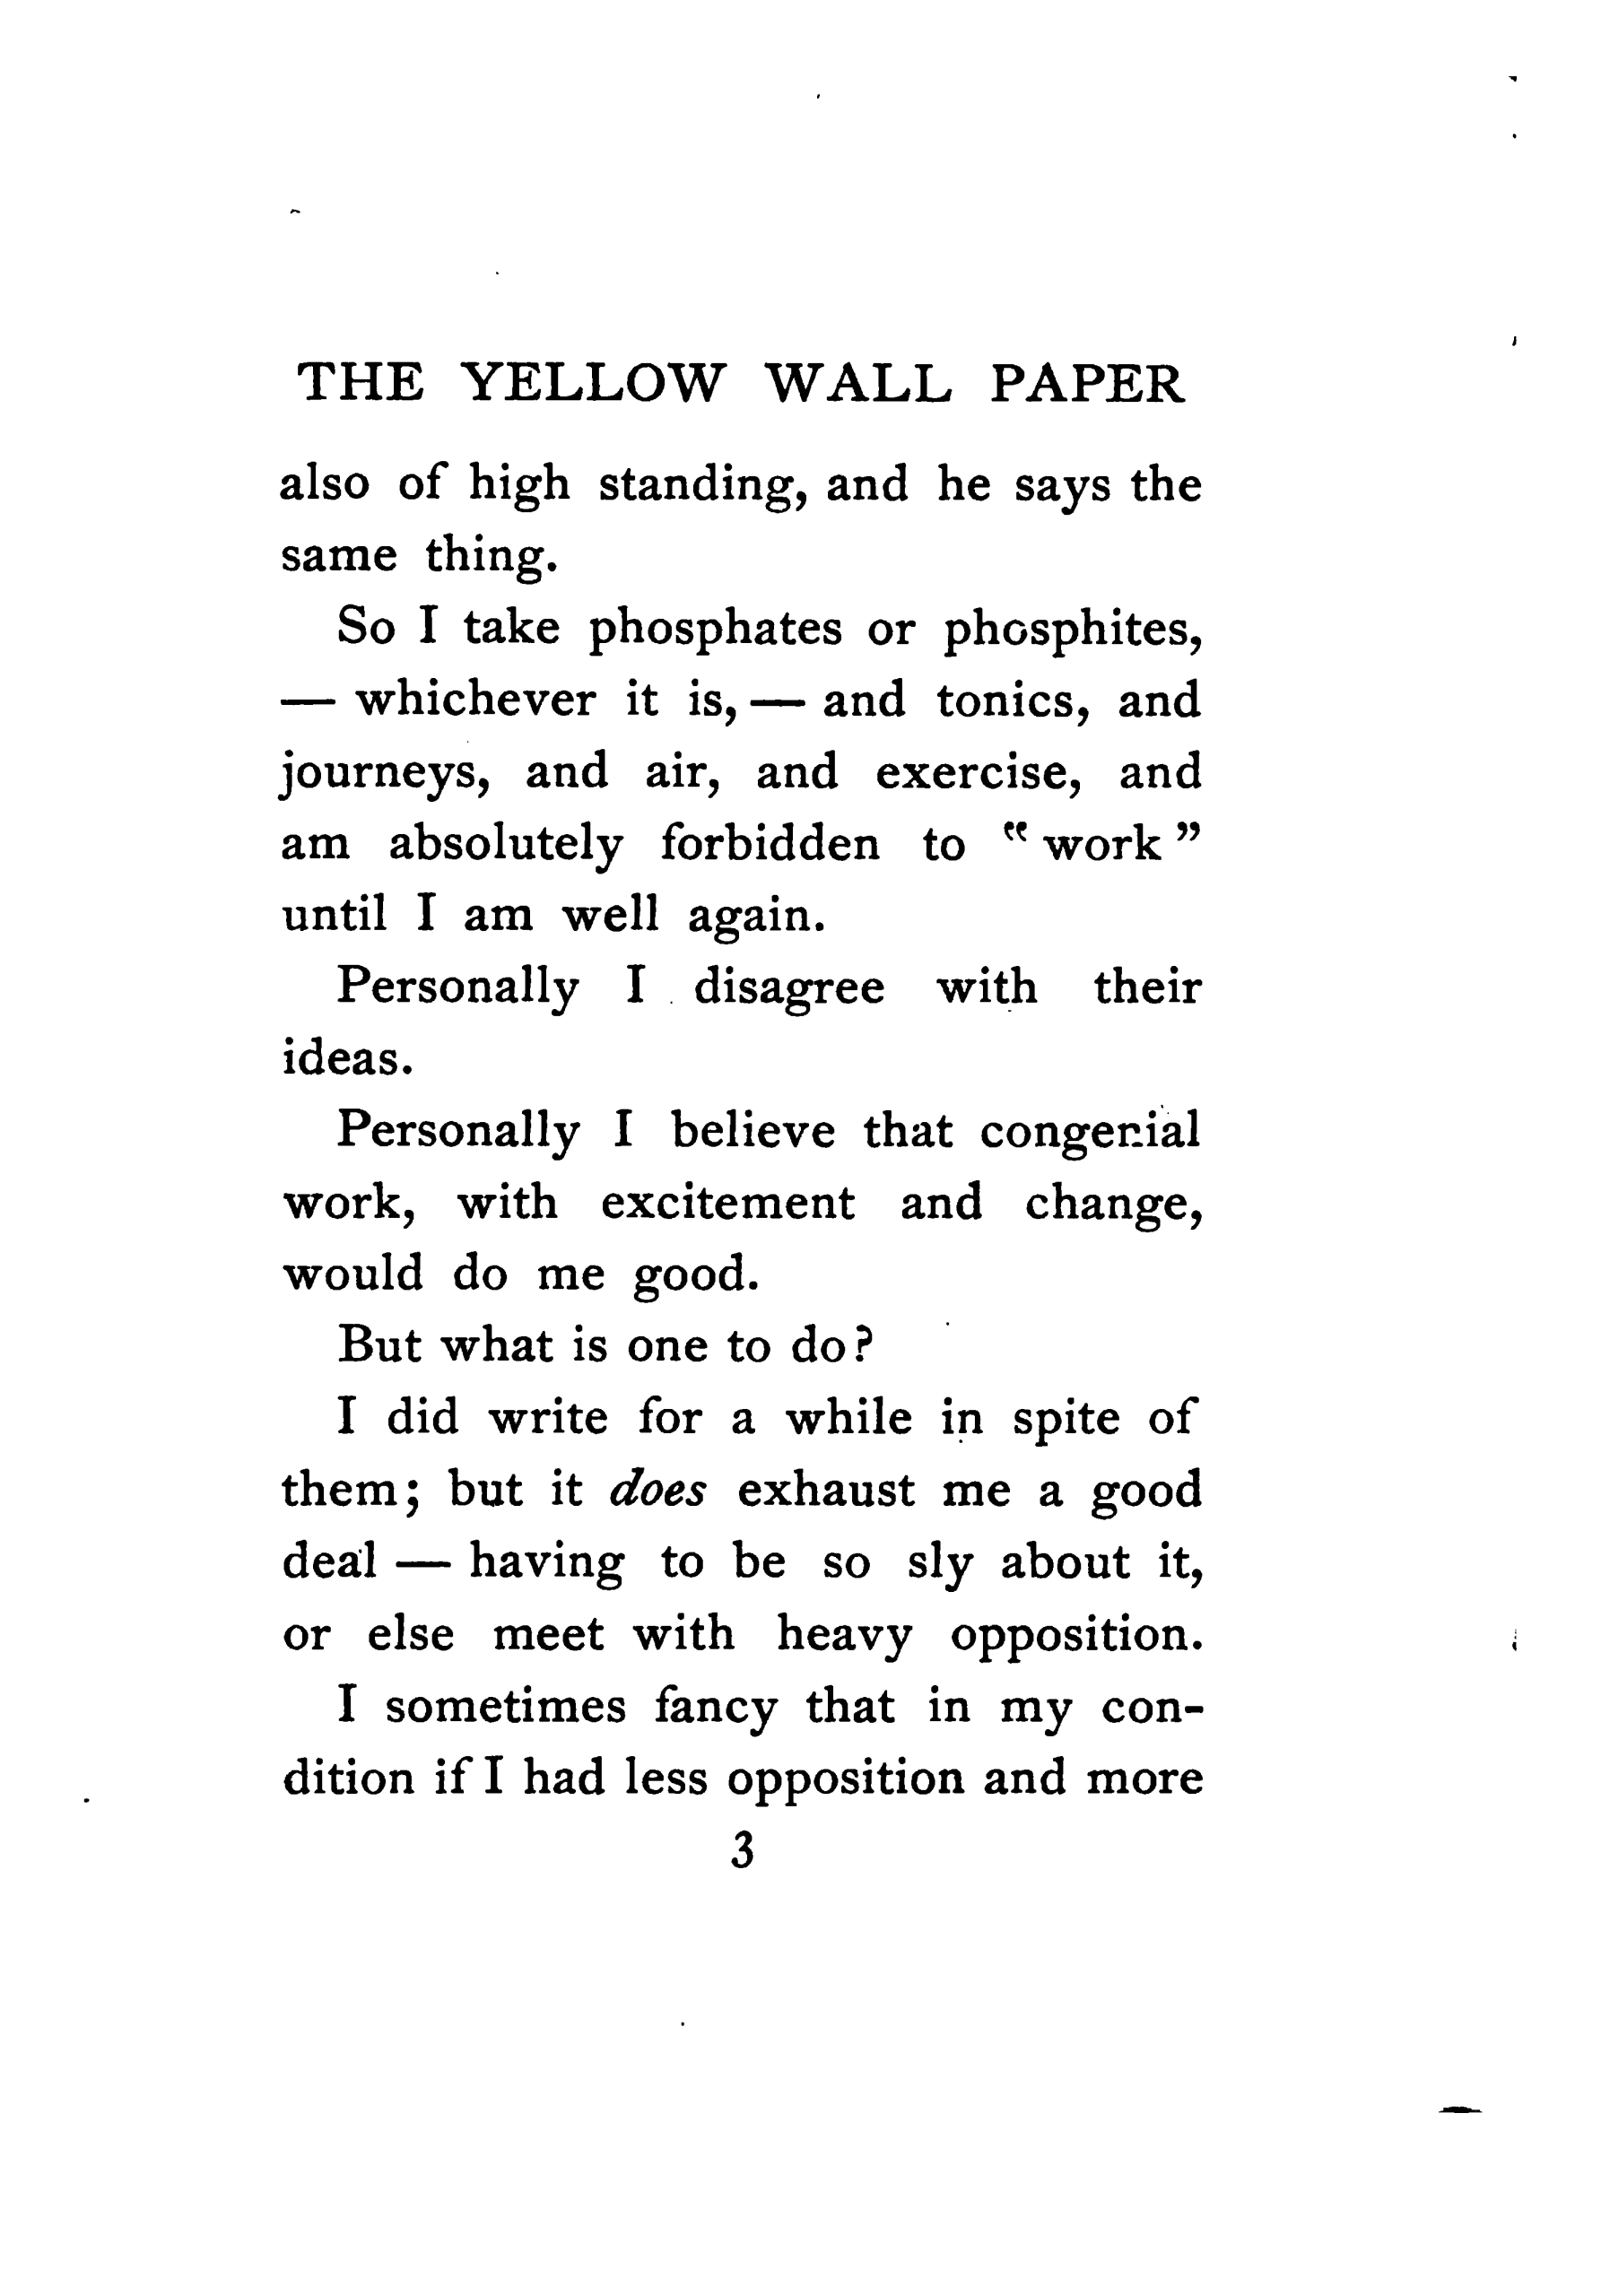 THE YELLOW WALL PAPER
also of high standing, and he says the
same thing.
So I take phosphates or phosphites,
— whichever it is, — and tonics, and
journeys, and air, and exercise, and
am absolutely forbidden to “ work ”
until I am well again.
Personally I disagree with their
ideas.
Personally I believe that congenial
work, with excitement and change,
would do me good.
But what is one to do?
I did write for a while in spite of
them; but it does exhaust me a good
deal — having to be so sly about it,
or else meet with heavy opposition.
I sometimes fancy that in my con-
dition if I had less opposition and more
3